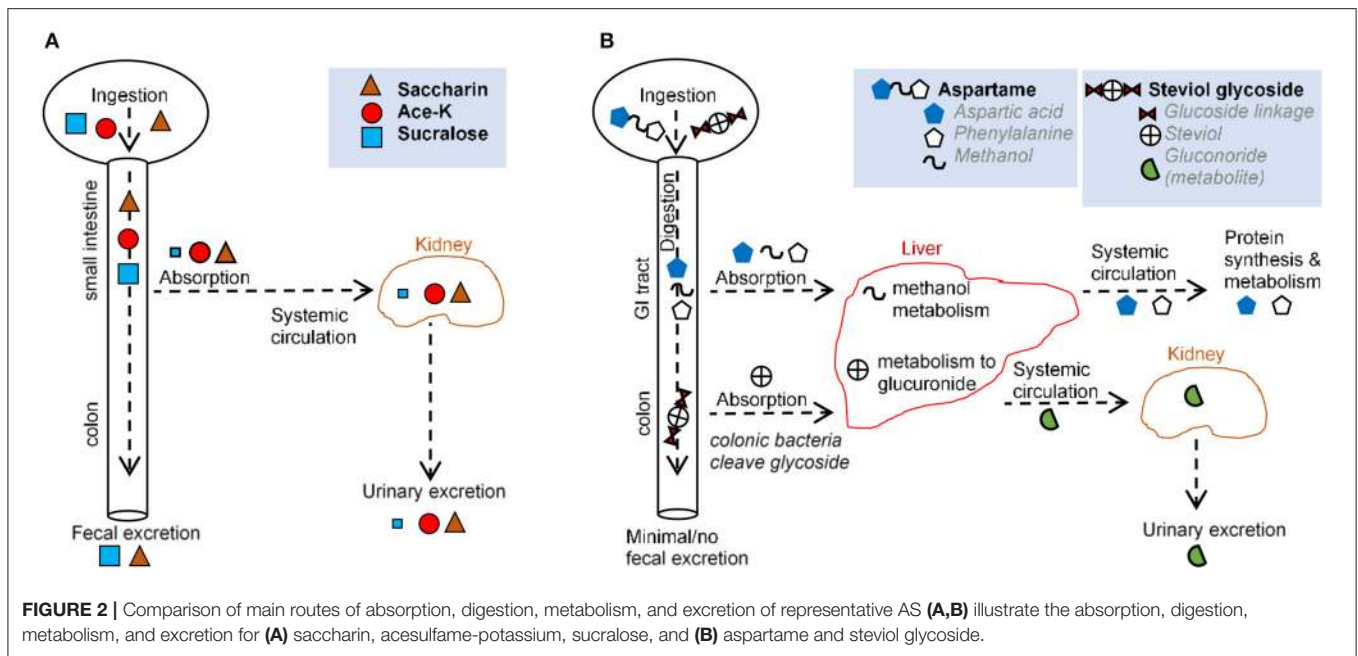 A
Ingestion
Saccharin
Ace-K
Sucralose
small intestine
Absorption
Kidney
Systemic
circulation
colon
Urinary excretion
Fecal excretion
B
Ingestion
Aspartame
Aspartic acid
Phenylalanine
Methanol
Steviol glycoside
Glucoside linkage
Steviol
Gluconoride
(metabolite)
Digestion
GI tract
Absorption
Liver
methanol
metabolism
Systemic
circulation
Protein
synthesis &
metabolism
metabolism to
glucuronide
colon
Absorption
colonic bacteria
cleave glycoside
Systemic
circulation
Kidney
Minimal/no
fecal excretion
Urinary excretion
FIGURE 2 | Comparison of main routes of absorption, digestion, metabolism, and excretion of representative AS (A,B) illustrate the absorption, digestion,
metabolism, and excretion for (A) saccharin, acesulfame-potassium, sucralose, and (B) aspartame and steviol glycoside.